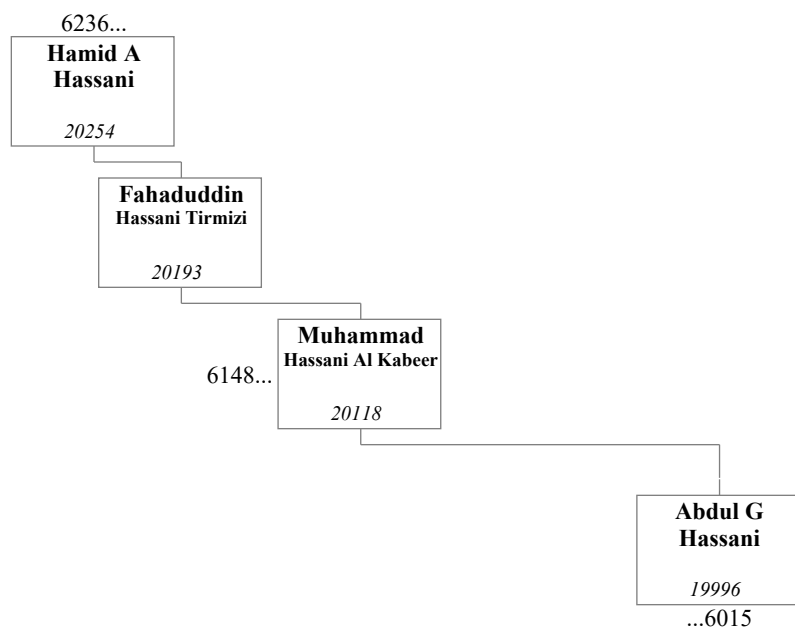 6236...
Hamid A
Hassani
20254
Fahaduddin
Hassani Tirmizi
20193
Muhammad
Hassani Al Kabeer
6148...
20118
Abdul G
Hassani
19996
...6015